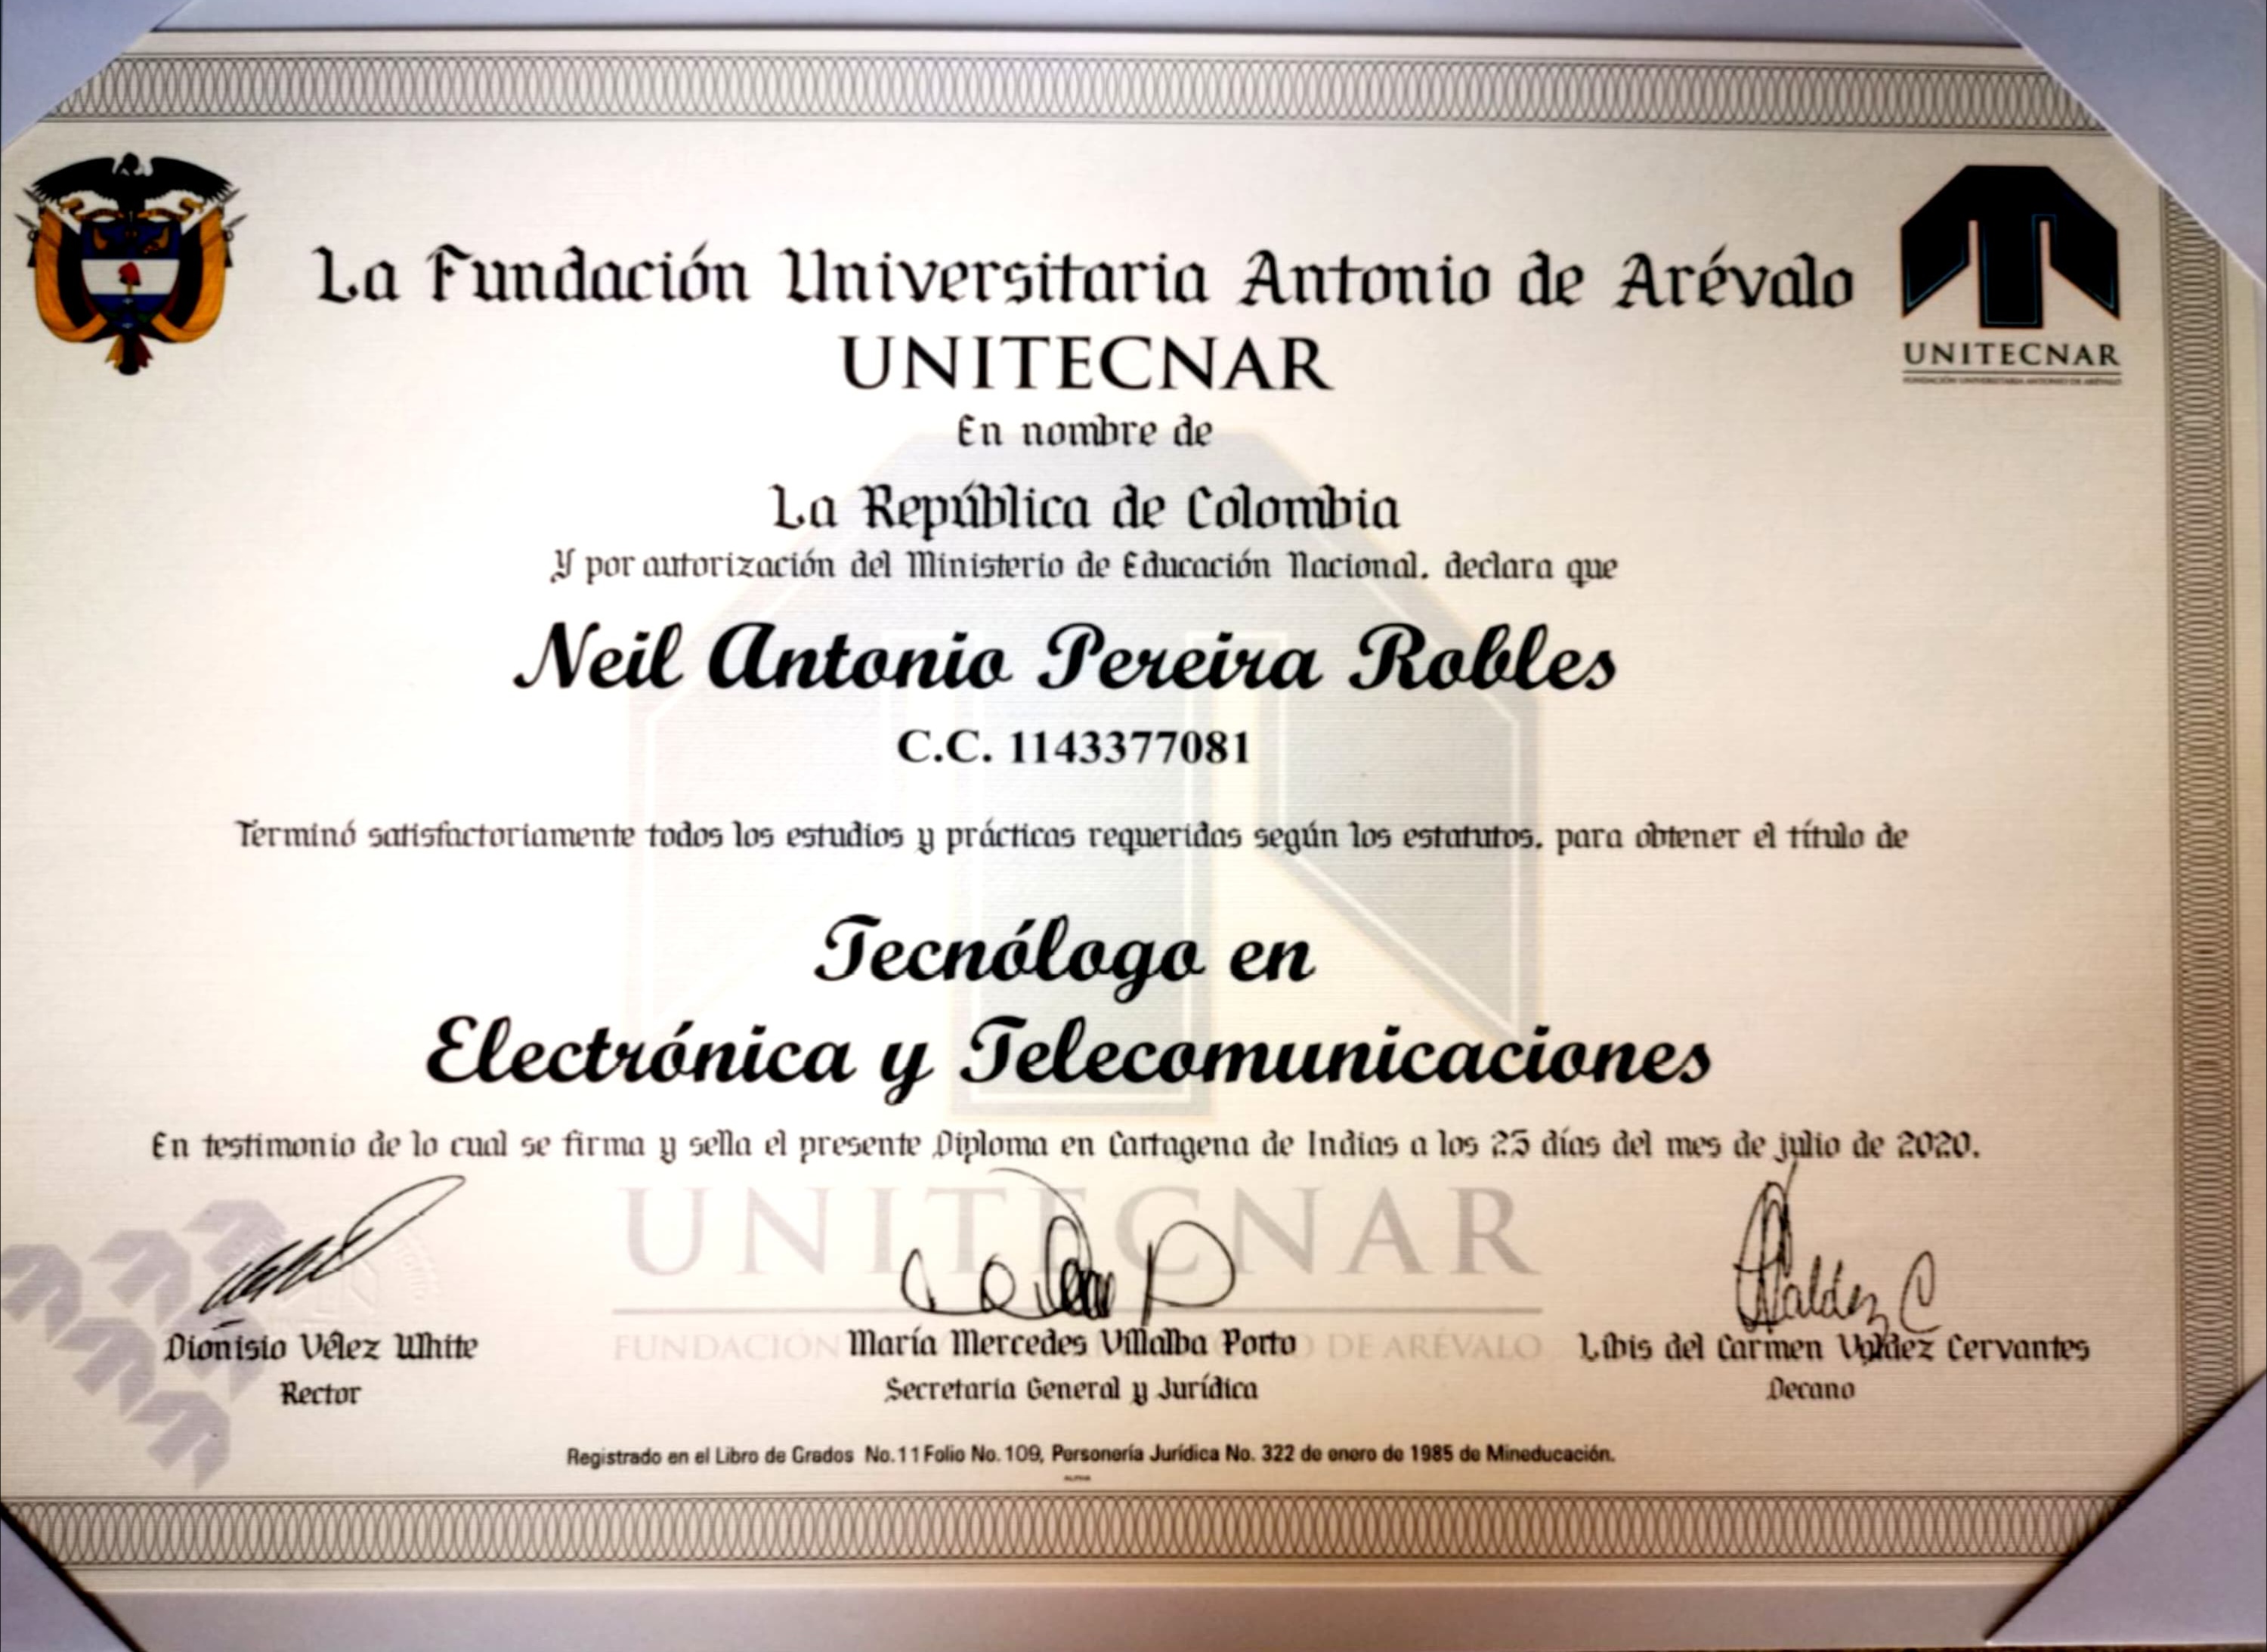 La Fundación Universitaria Antonio de Arévalo
UNITECNAR
UNITECNAR
FUNDACIÓN UNIVERSITARIA ANTONIO DE ARÉVALO
En nombre de
La República de Colombia
Y por autorización del Ministerio de Educación Nacional, declara que
Neil Antonio Pereira Robles
C.C. 1143377081
Terminó satisfactoriamente todos los estudios y prácticas requeridas según los estatutos, para obtener el título de
Tecnólogo en
Electrónica y Telecomunicaciones
En testimonio de lo cual se firma y sella el presente Diploma en Cartagena de Indias a los 25 días del mes de julio de 2020.
UNITECNAR
FUNDACIÓN DE ARÉVALO
Valdez C
Dionisio Vélez White
María Mercedes Villalba Porto
Libis del Carmen Valdez Cervantes
Rector
Secretaria General y Jurídica
Decano
Registrado en el Libro de Grados No. 11 Folio No. 109, Personería Jurídica No. 322 de enero de 1985 de Mineducación.